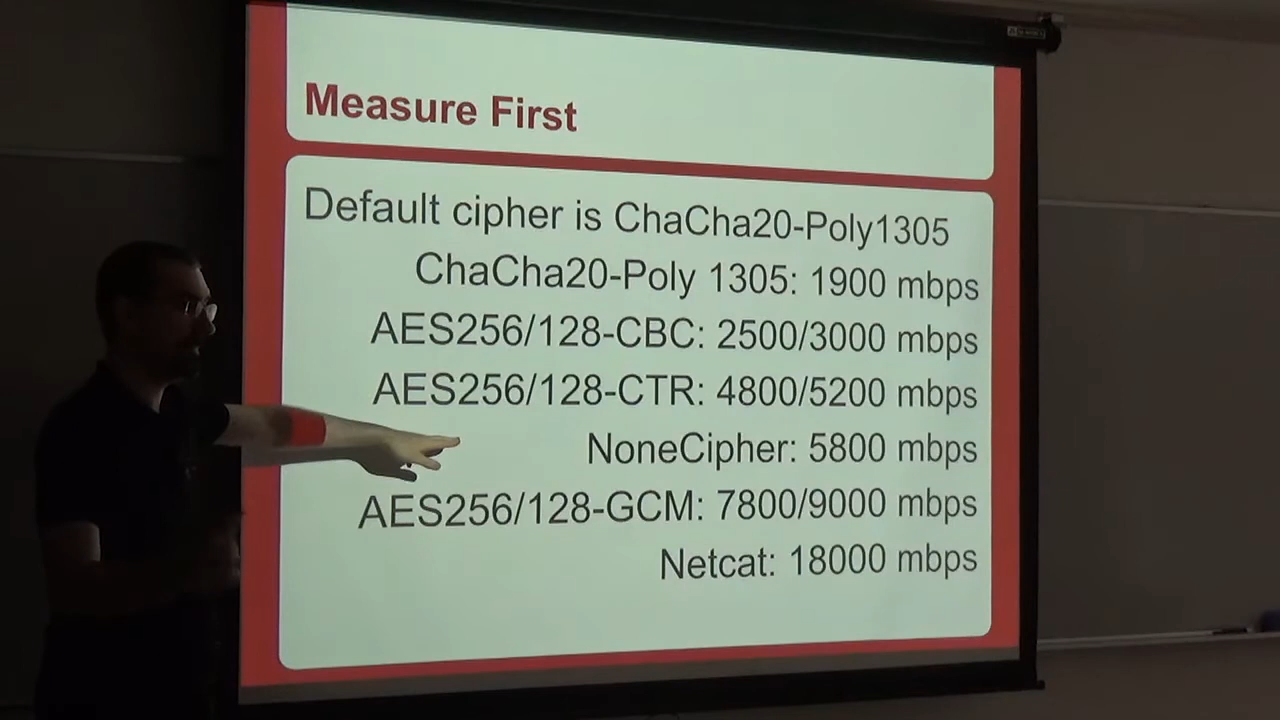 Measure First
Default cipher is ChaCha20-Poly1305
ChaCha20-Poly 1305: 1900 mbps
AES256/128-CBC: 2500/3000 mbps
AES256/128-CTR: 4800/5200 mbps
NoneCipher: 5800 mbps
AES256/128-GCM: 7800/9000 mbps
Netcat: 18000 mbps